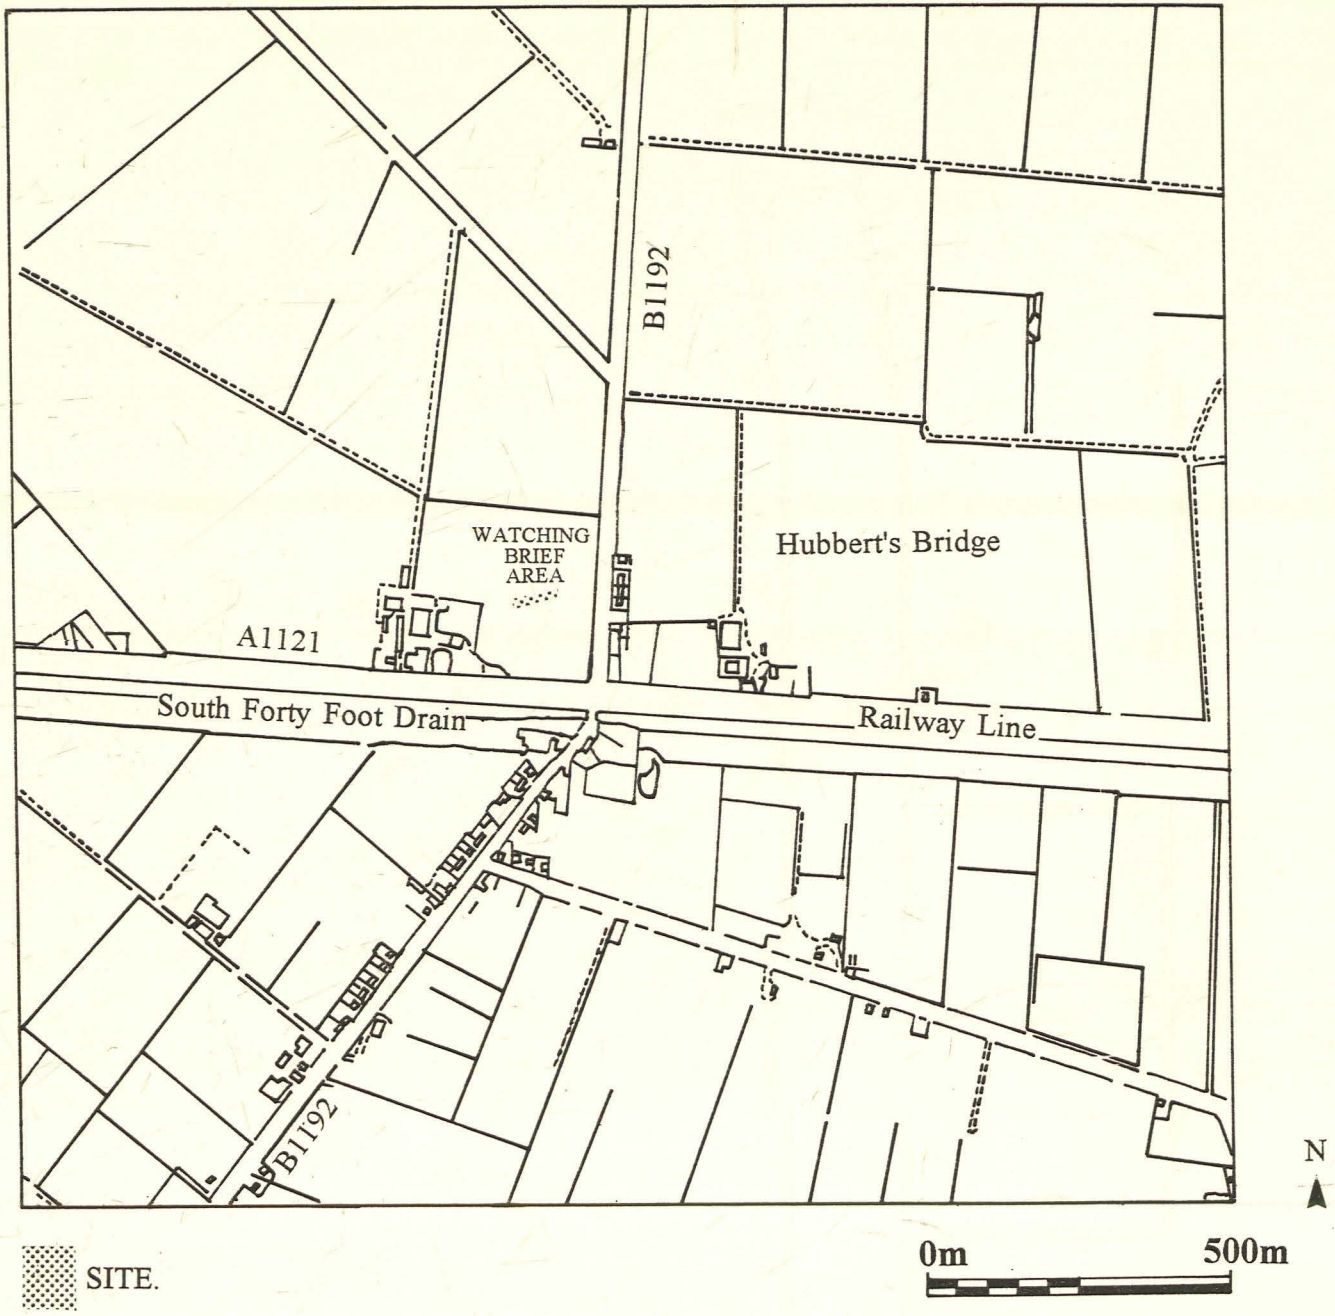 B1192
WATCHING
BRIEF
AREA
Hubbert's Bridge
A1121
South Forty Foot Drain
Railway Line
B1192
N
0m 500m
SITE.